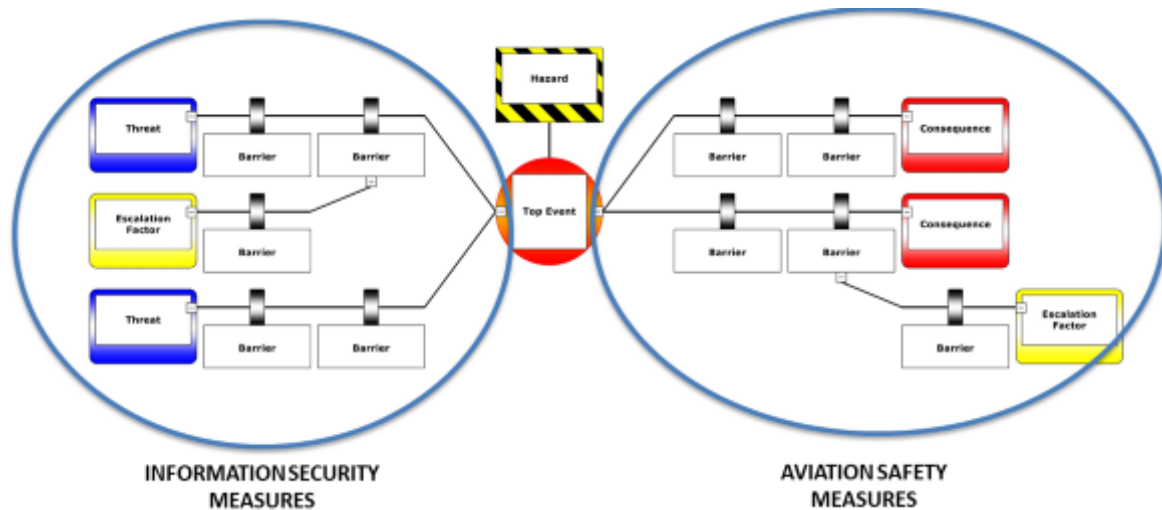 Hazard
Threat
Barrier
Barrier
Barrier
Barrier
Consequence
Escalation
Factor
Barrier
Top Event
Barrier
Barrier
Consequence
Threat
Barrier
Barrier
Barrier
Escalation
Factor
INFORMATION SECURITY
MEASURES
AVIATION SAFETY
MEASURES